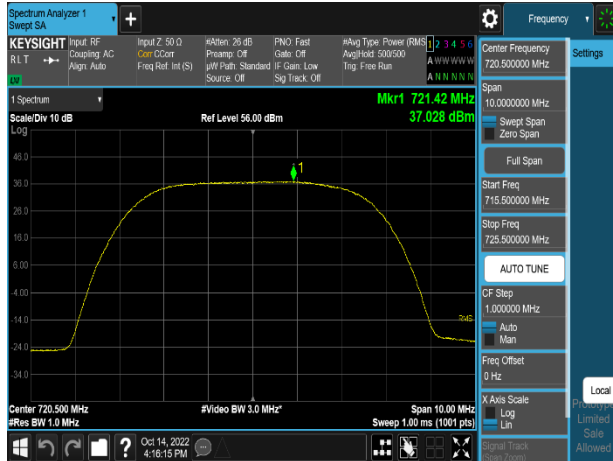 Spectrum Analyzer 1
Swept SA
Frequency
KEYSIGHT
Input: RF
Input Z: 50 Ω
#Atten: 26 dB
PNO: Fast
#Avg Type: Power (RMS
1 2 3 4 5 6
RLT
Coupling: AC
Corr CCorr
Preamp: Off
Gate: Off
Avg|Hold: 500/500
A W W W W W
Align: Auto
Freq Ref: Int (S)
µW Path: Standard
IF Gain: Low
Trig: Free Run
Source: Off
Sig Track: Off
A N N N N N
1 Spectrum
Mkr1 721.42 MHz
Scale/Div 10 dB
Ref Level 56.00 dBm
37.028 dBm
Log
46.0
36.0
26.0
16.0
6.00
-4.00
-14.0
-24.0
-34.0
1
RMS
Center 720.500 MHz
#Video BW 3.0 MHz*
Span 10.00 MHz
#Res BW 1.0 MHz
Sweep 1.00 ms (1001 pts)
Oct 14, 2022
4:16:15 PM
Center Frequency
720.500000 MHz
Settings
Span
10.0000000 MHz
Swept Span
Zero Span
Full Span
Start Freq
715.500000 MHz
Stop Freq
725.500000 MHz
AUTO TUNE
CF Step
1.000000 MHz
Auto
Man
Freq Offset
0 Hz
X Axis Scale
Log
Lin
Signal Track
(Span Zoom)
Local
Prototype
Limited
Sale
Allowed